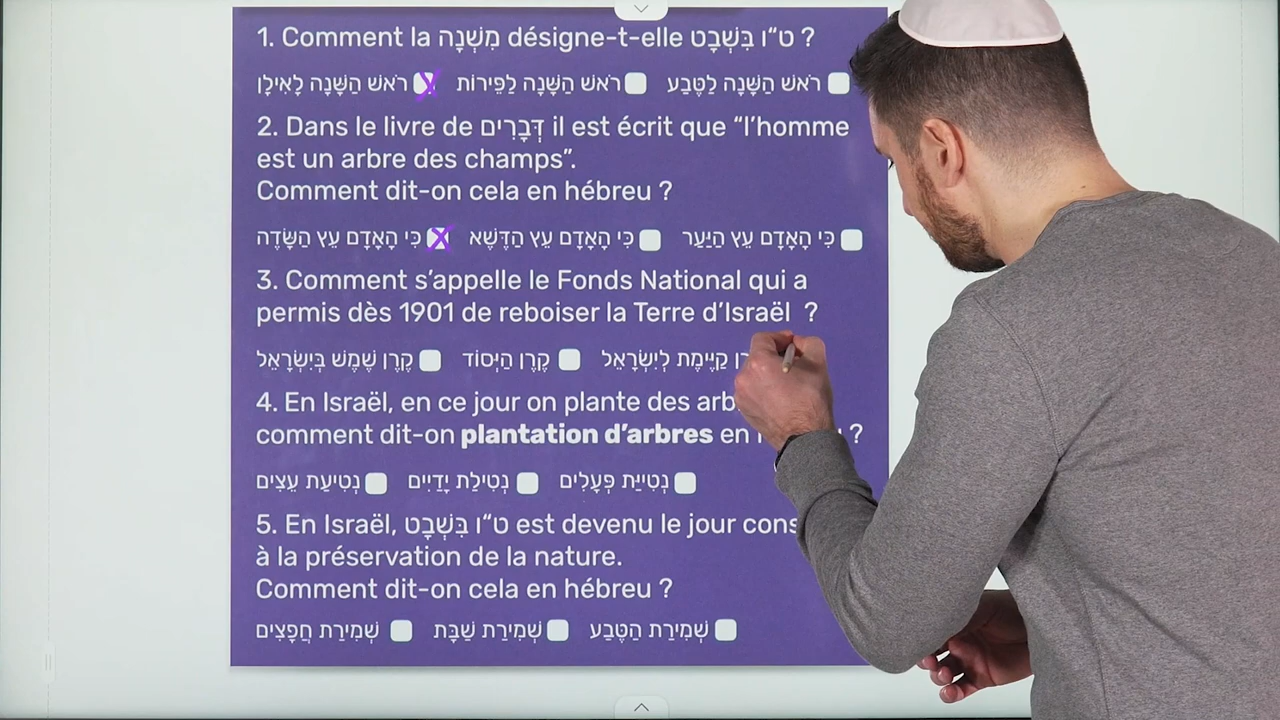 1. Comment la מִשְׁנָה désigne-t-elle ט״ו בִּשְׁבָט ?
רֹאשׁ הַשָּׁנָה לַטֶּבַע רֹאשׁ הַשָּׁנָה לַפֵּירוֹת רֹאשׁ הַשָּׁנָה לָאִילָן
2. Dans le livre de דְּבָרִים il est écrit que “l’homme
est un arbre des champs”.
Comment dit-on cela en hébreu ?
כִּי הָאָדָם עֵץ הַיַּעַר כִּי הָאָדָם עֵץ הַדֶּשֶׁא כִּי הָאָדָם עֵץ הַשָּׂדֶה
3. Comment s’appelle le Fonds National qui a
permis dès 1901 de reboiser la Terre d’Israël ?
קַיֶּימֶת לְיִשְׂרָאֵל קֶרֶן הַיְּסוֹד קֶרֶן שֶׁמֶשׁ בְּיִשְׂרָאֵל
4. En Israël, en ce jour on plante des
comment dit-on plantation d’arbres en ?
נְטִיַּית פְּעָלִים נְטִילַת יָדַיִים נְטִיעַת עֵצִים
5. En Israël, ט״ו בִּשְׁבָט est devenu le jour
à la préservation de la nature.
Comment dit-on cela en hébreu ?
שְׁמִירַת הַטֶּבַע שְׁמִירַת שַׁבָּת שְׁמִירַת חֲפָצִים